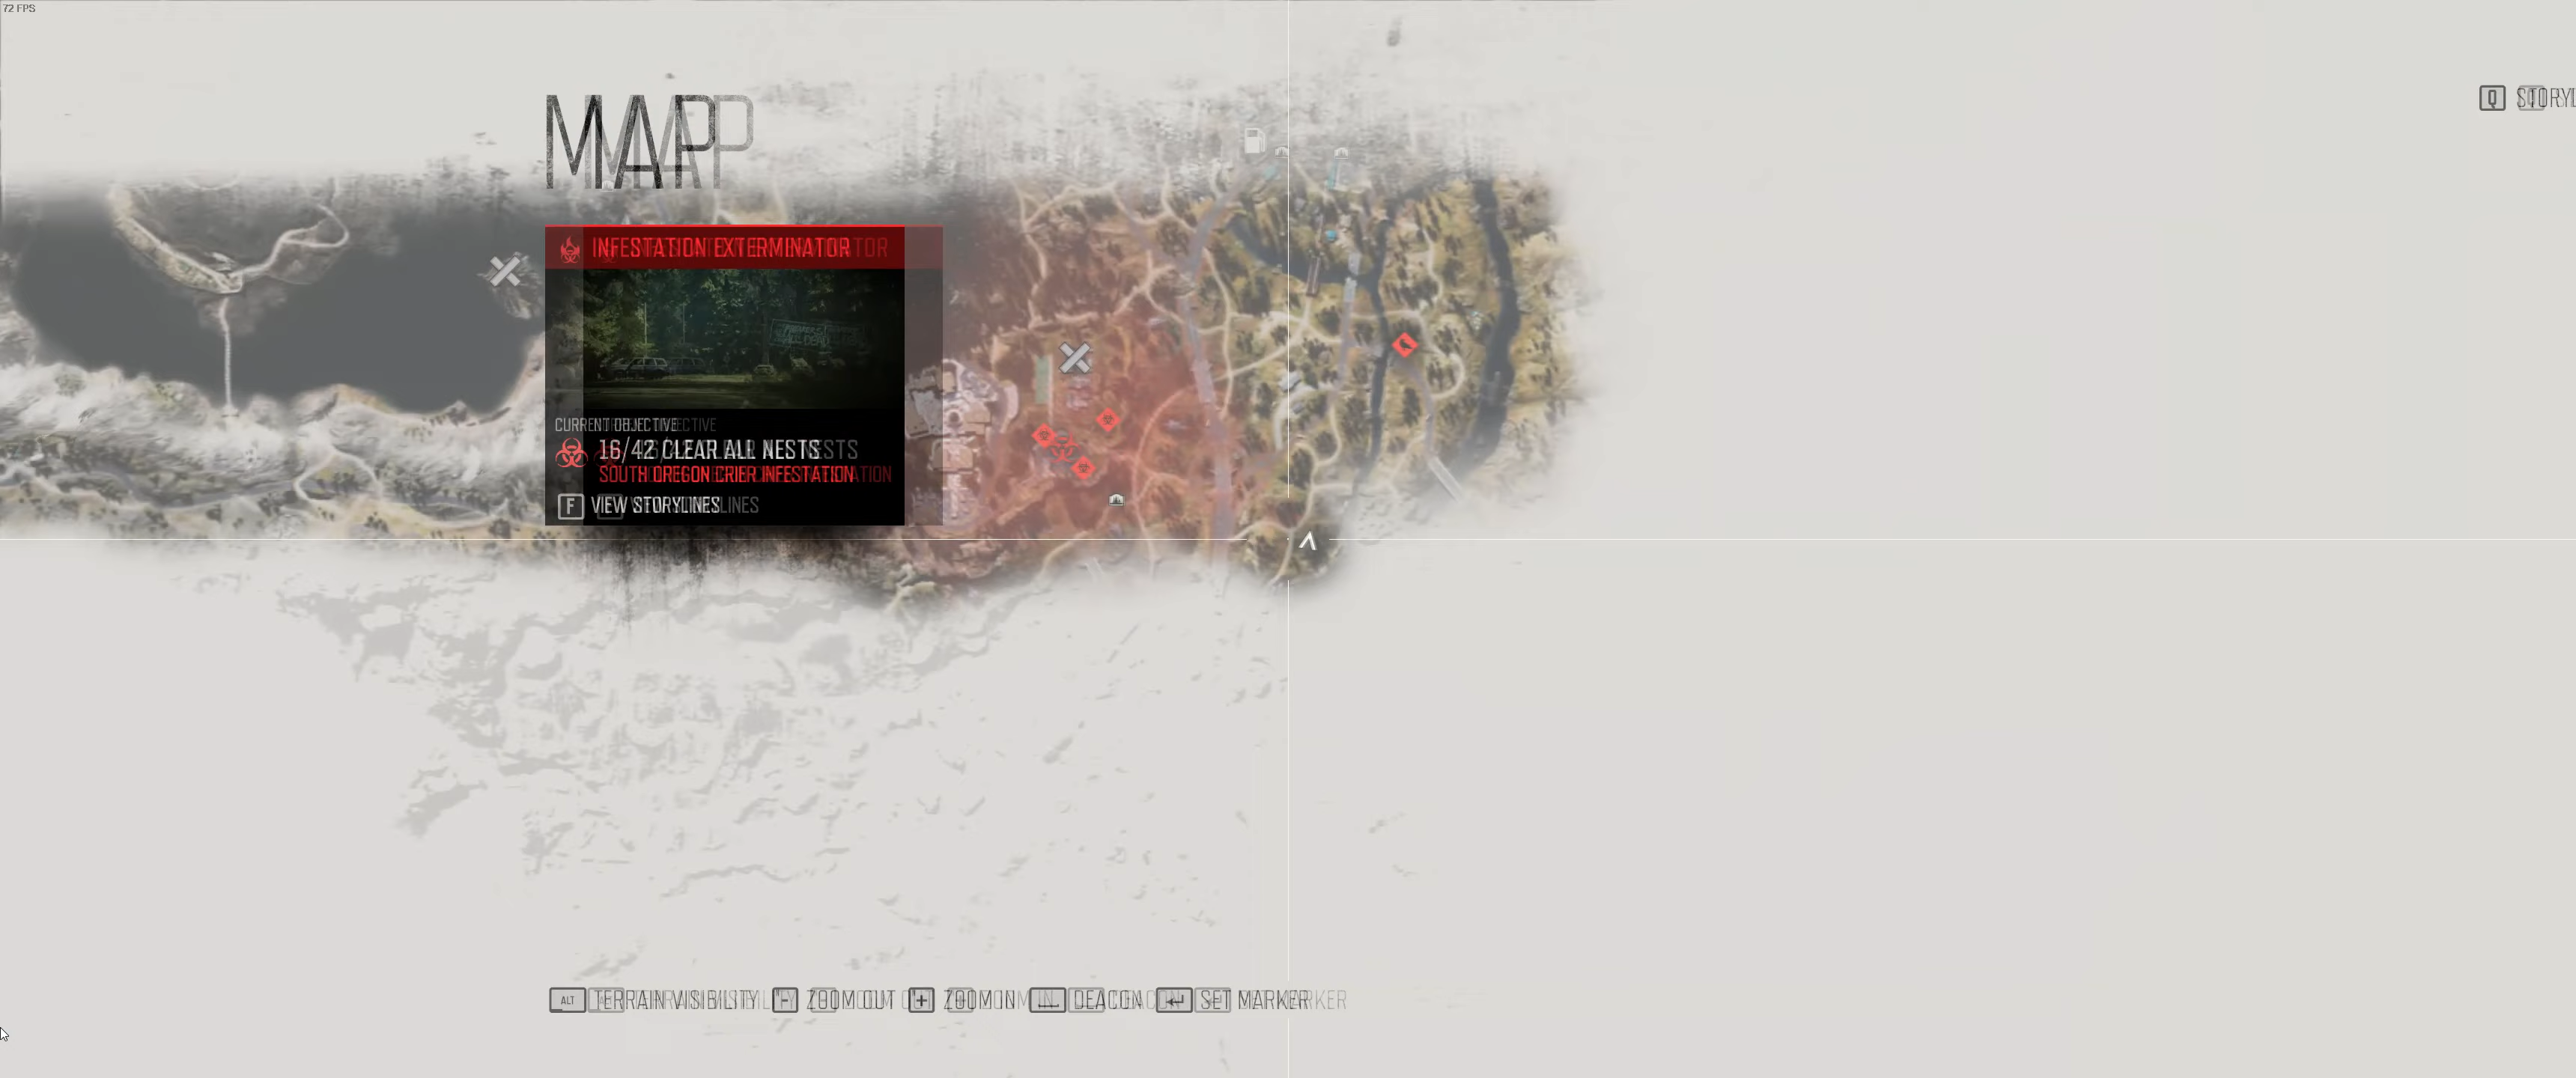 72 FPS
MAP
Q STORYL
INFESTATION EXTERMINATOR
CURRENT OBJECTIVE
16/42 CLEAR ALL NESTS
SOUTH OREGON CRIER INFESTATION
F VIEW STORYLINES
ALT TERRAIN VISIBILITY - ZOOM OUT + ZOOM IN DEACON SET MARKER